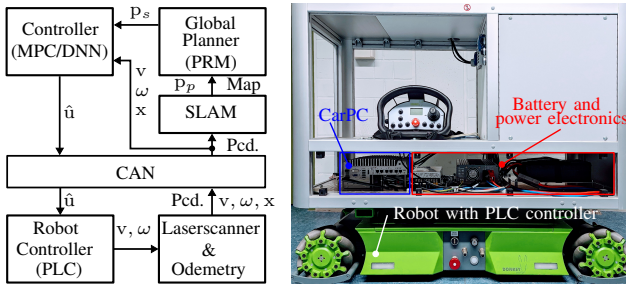 Controller
(MPC/DNN)
p_s
Global
Planner
(PRM)
v
ω
x
p_p
Map
SLAM
û
Pcd.
CAN
û
Pcd.
v, ω, x
Robot
Controller
(PLC)
v, ω
Laserscanner
&
Odemetry
CarPC
Battery and
power electronics
Robot with PLC controller